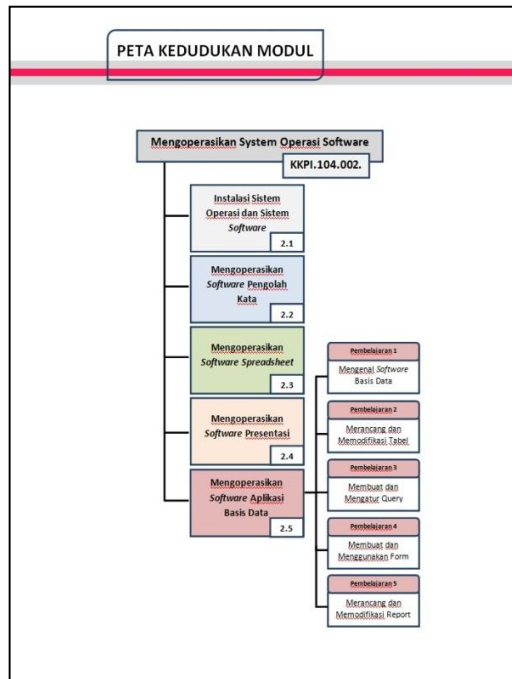 PETA KEDUDUKAN MODUL
Mengoperasikan System Operasi Software
KKPI.104.002.
Instalasi Sistem
Operasi dan Sistem
Software
2.1
Mengoperasikan
Software Pengolah
Kata
2.2
Mengoperasikan
Software Spreadsheet
2.3
Mengoperasikan
Software Presentasi
2.4
Mengoperasikan
Software Aplikasi
Basis Data
2.5
Pembelajaran 1
Mengenal Software
Basis Data
Pembelajaran 2
Merancang dan
Memodifikasi Tabel
Pembelajaran 3
Membuat dan
Mengatur Query
Pembelajaran 4
Membuat dan
Menggunakan Form
Pembelajaran 5
Merancang dan
Memodifikasi Report